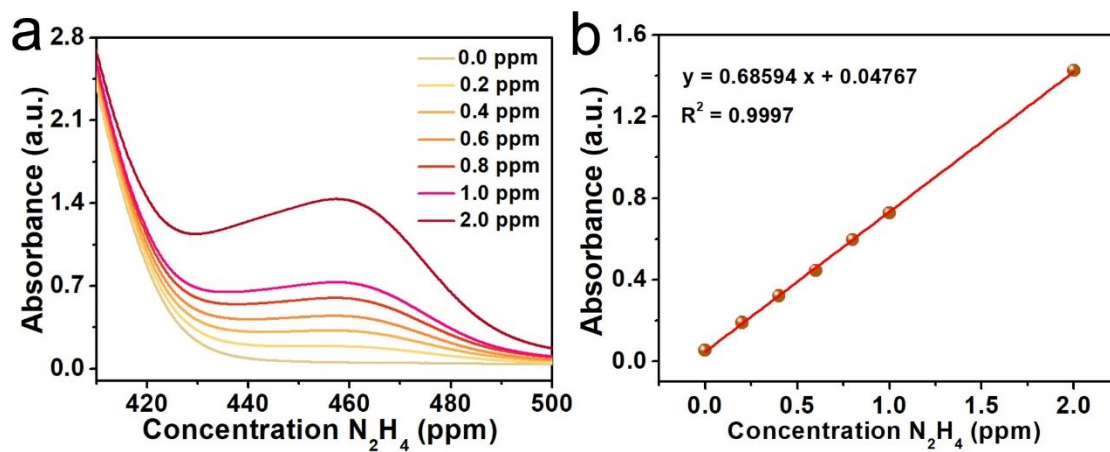 a
2.8
2.1
1.4
0.7
0.0
Absorbance (a.u.)
0.0 ppm
0.2 ppm
0.4 ppm
0.6 ppm
0.8 ppm
1.0 ppm
2.0 ppm
420 440 460 480 500
Concentration N₂H₄ (ppm)
b
1.6
1.2
0.8
0.4
0.0
Absorbance (a.u.)
y = 0.68594 x + 0.04767
R² = 0.9997
0.0 0.5 1.0 1.5 2.0
Concentration N₂H₄ (ppm)